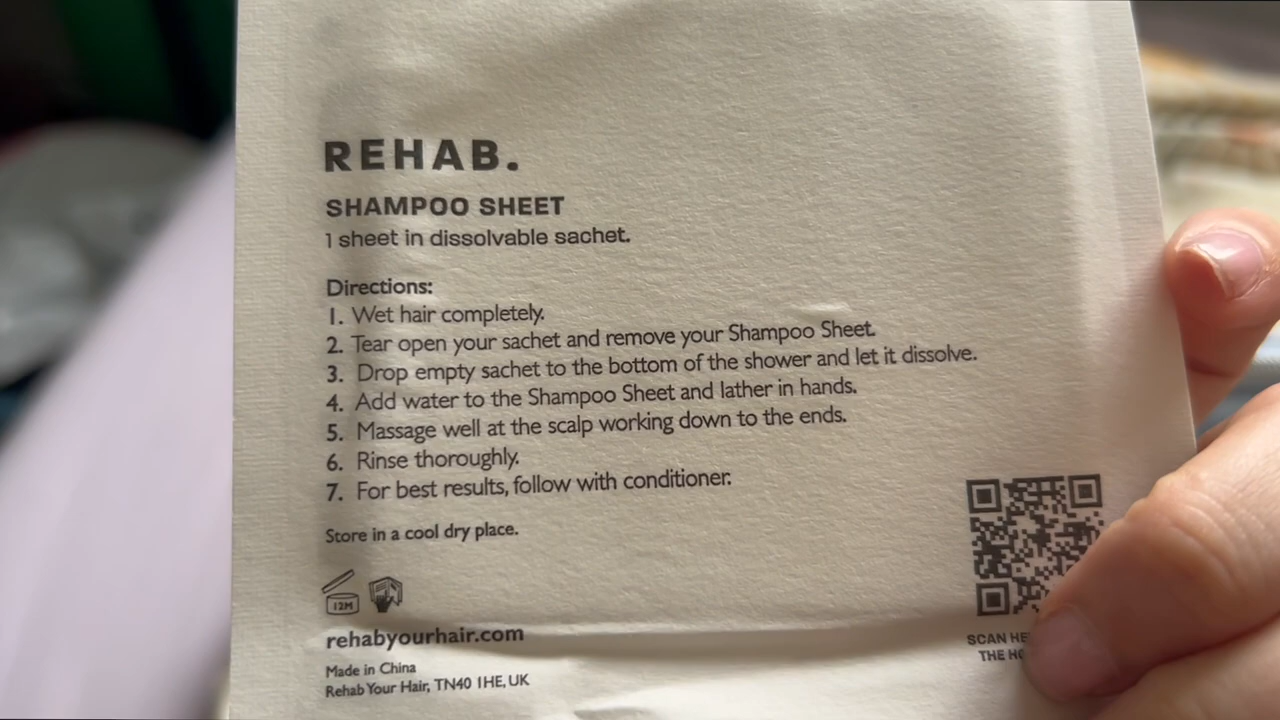 REHAB.
SHAMPOO SHEET
1 sheet in dissolvable sachet.
Directions:
1. Wet hair completely.
2. Tear open your sachet and remove your Shampoo Sheet.
3. Drop empty sachet to the bottom of the shower and let it dissolve.
4. Add water to the Shampoo Sheet and lather in hands.
5. Massage well at the scalp working down to the ends.
6. Rinse thoroughly.
7. For best results, follow with conditioner.
Store in a cool dry place.
12M
rehabyourhair.com
Made in China
Rehab Your Hair, TN40 1HE, UK
SCAN
THE